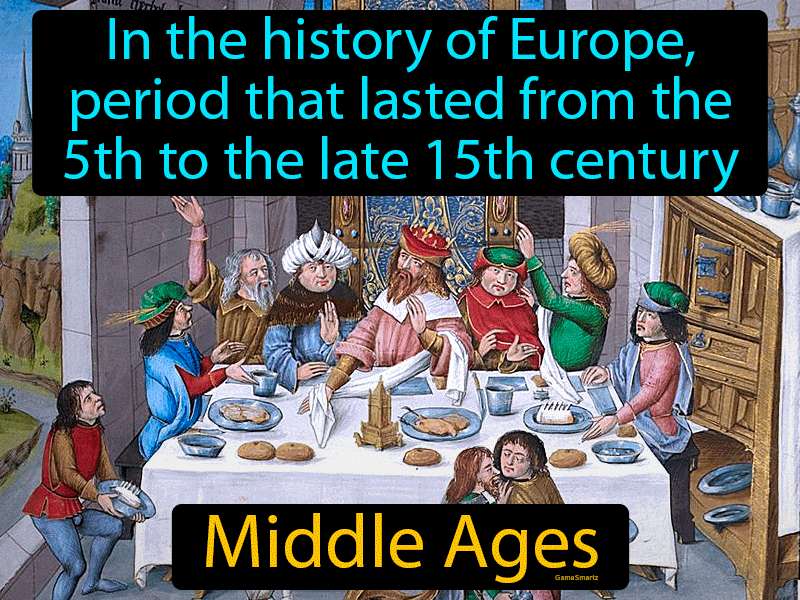 In the history of Europe,
period that lasted from the
5th to the late 15th century
Middle Ages
GameSmartz